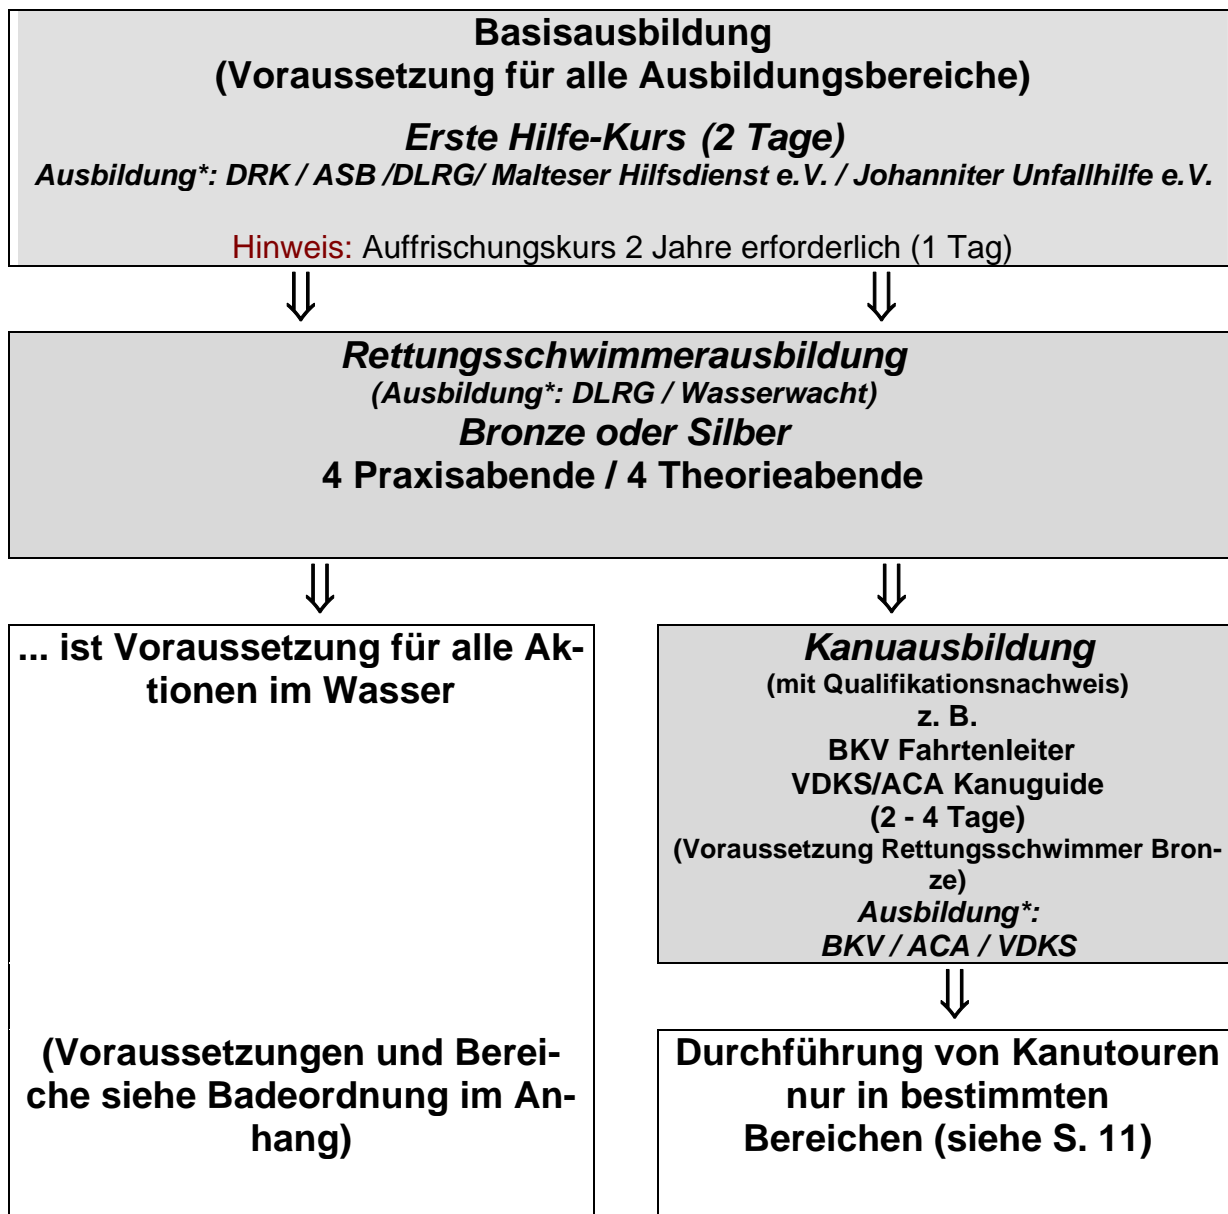 Basisausbildung
(Voraussetzung für alle Ausbildungsbereiche)
Erste Hilfe-Kurs (2 Tage)
Ausbildung*: DRK / ASB /DLRG/ Malteser Hilfsdienst e.V. / Johanniter Unfallhilfe e.V.
Hinweis: Auffrischungskurs 2 Jahre erforderlich (1 Tag)
⇓ ⇓
Rettungsschwimmerausbildung
(Ausbildung*: DLRG / Wasserwacht)
Bronze oder Silber
4 Praxisabende / 4 Theorieabende
⇓ ⇓
... ist Voraussetzung für alle Ak-
tionen im Wasser
(Voraussetzungen und Berei-
che siehe Badeordnung im An-
hang)
Kanuausbildung
(mit Qualifikationsnachweis)
z. B.
BKV Fahrtenleiter
VDKS/ACA Kanuguide
(2 - 4 Tage)
(Voraussetzung Rettungsschwimmer Bron-
ze)
Ausbildung*:
BKV / ACA / VDKS
⇓
Durchführung von Kanutouren
nur in bestimmten
Bereichen (siehe S. 11)